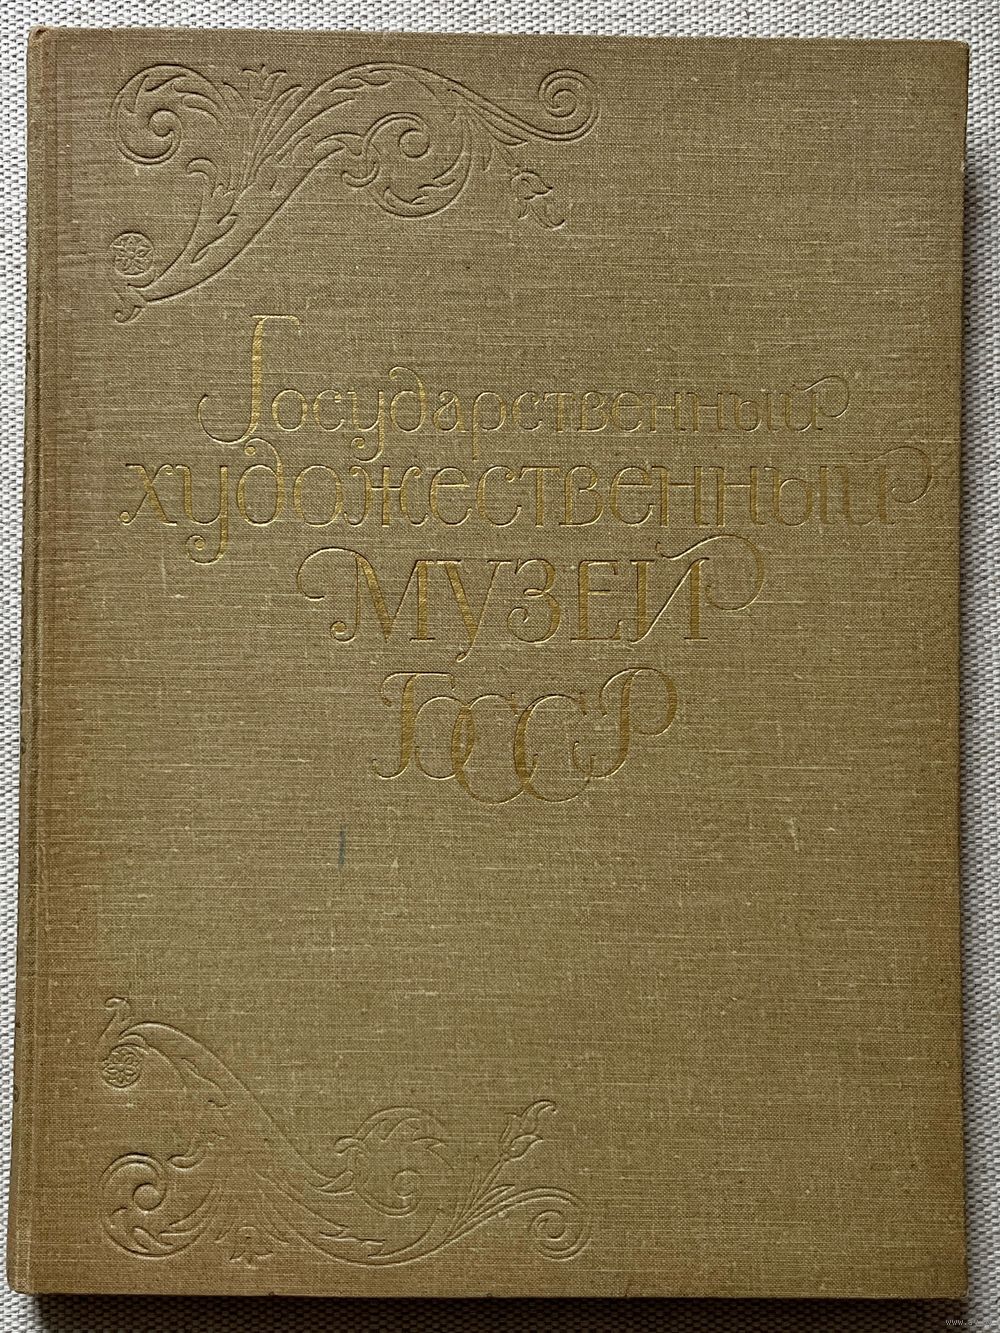 Государственный
художественный
МУЗЕЙ
БССР